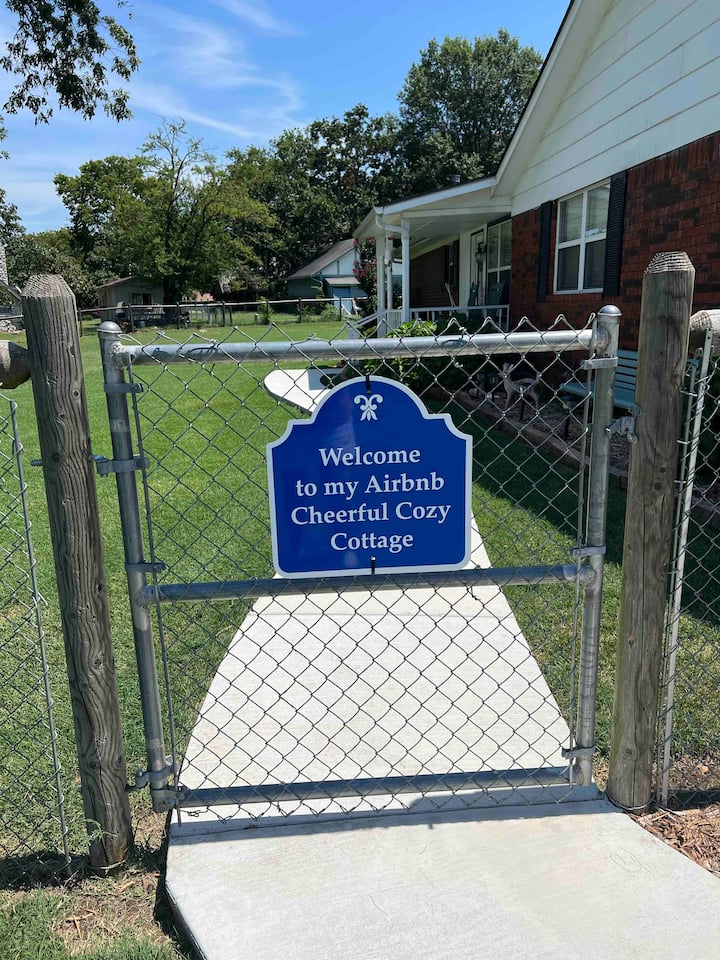 Welcome
to my Airbnb
Cheerful Cozy
Cottage